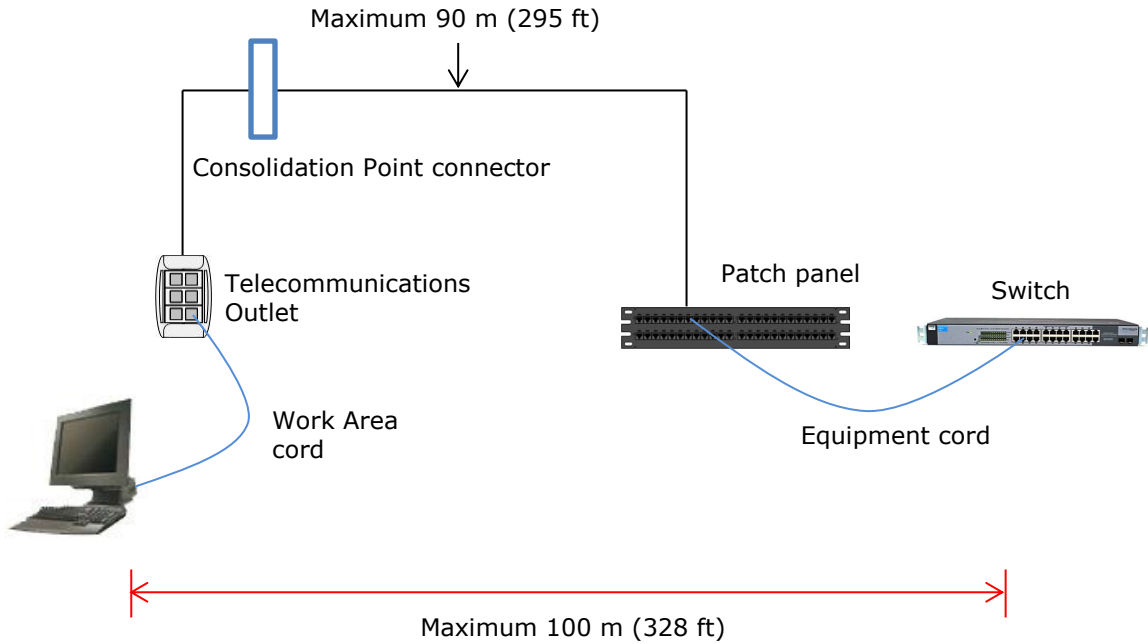 Maximum 90 m (295 ft)
Consolidation Point connector
Telecommunications
Outlet
Patch panel
Switch
Work Area
cord
Equipment cord
Maximum 100 m (328 ft)